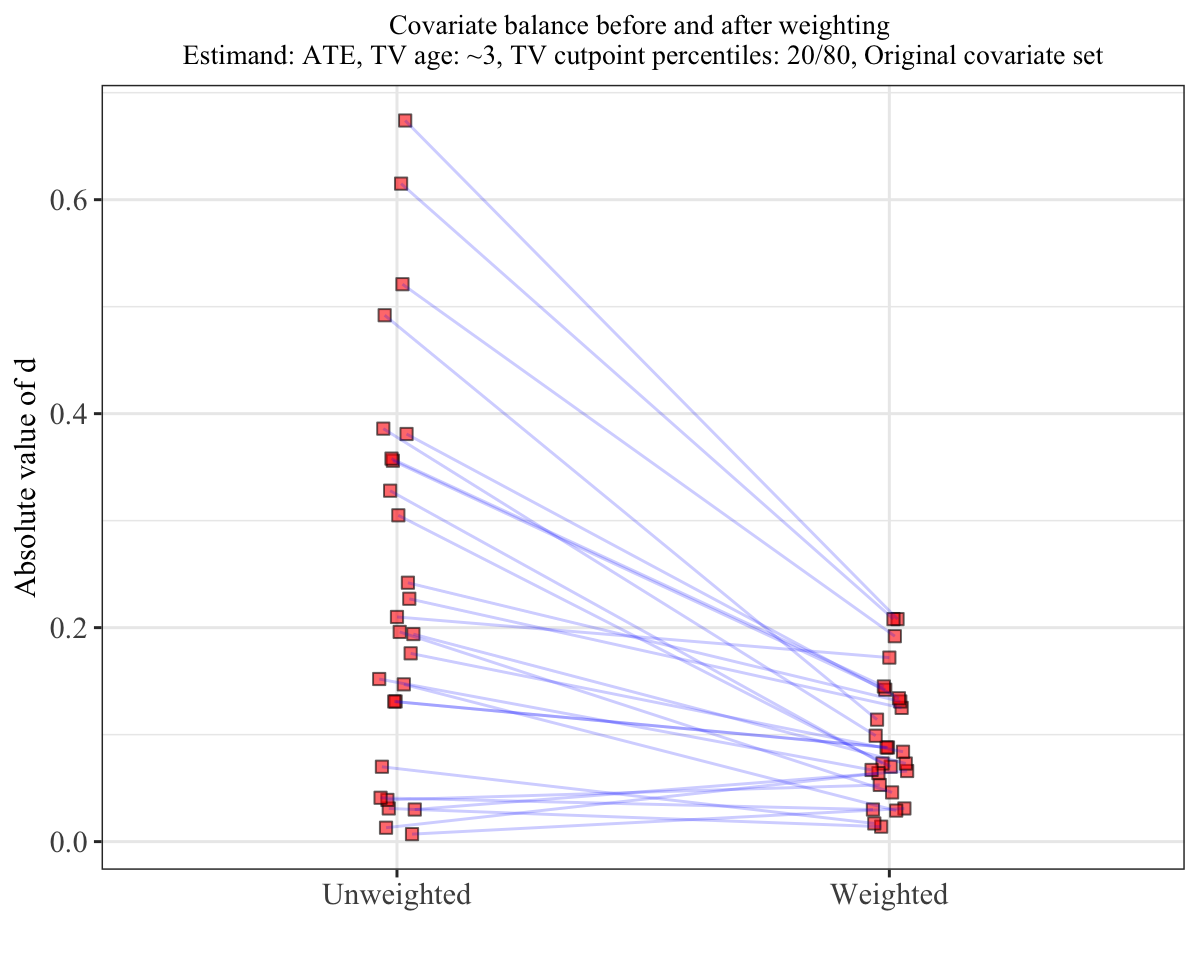 Covariate balance before and after weighting
Estimand: ATE, TV age: ~3, TV cutpoint percentiles: 20/80, Original covariate set
Absolute value of d
0.6
0.4
0.2
0.0
Unweighted
Weighted